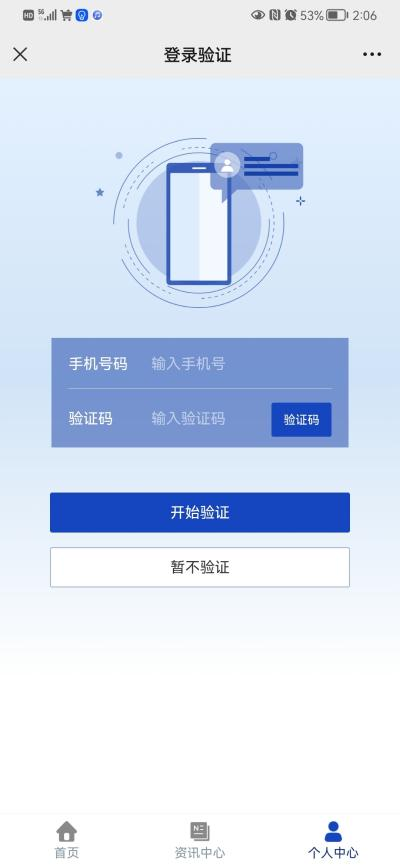 HD 5G 53% 2:06
登录验证
手机号码 输入手机号
验证码 输入验证码 验证码
开始验证
暂不验证
首页 资讯中心 个人中心